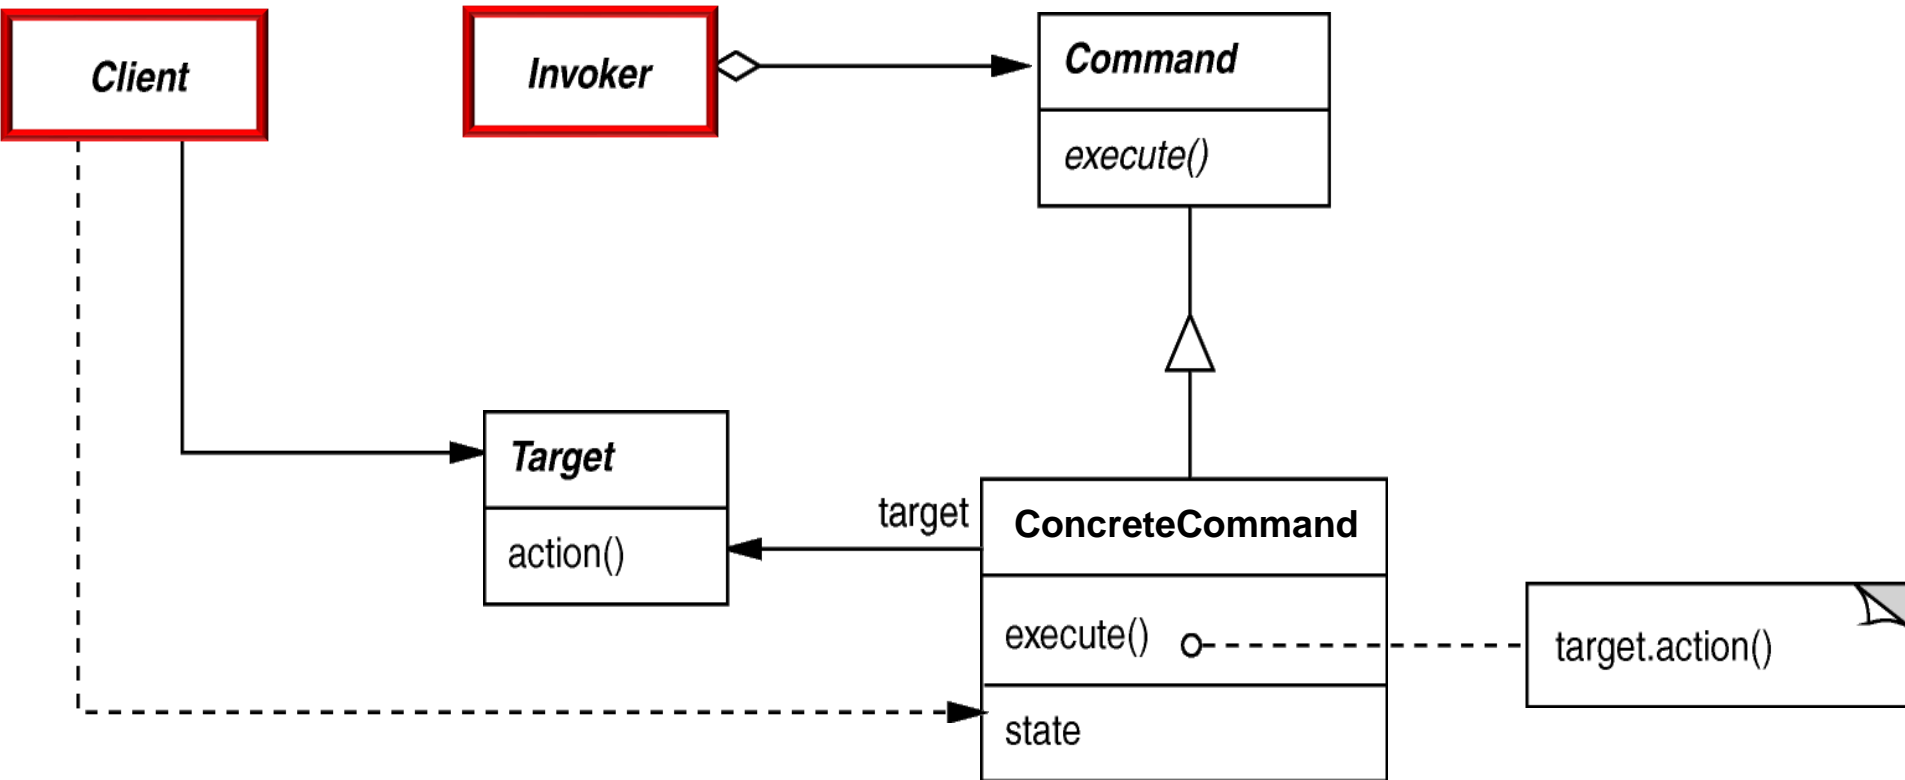 Client
Invoker
Command
execute()
Target
action()
target
ConcreteCommand
execute()
target.action()
state